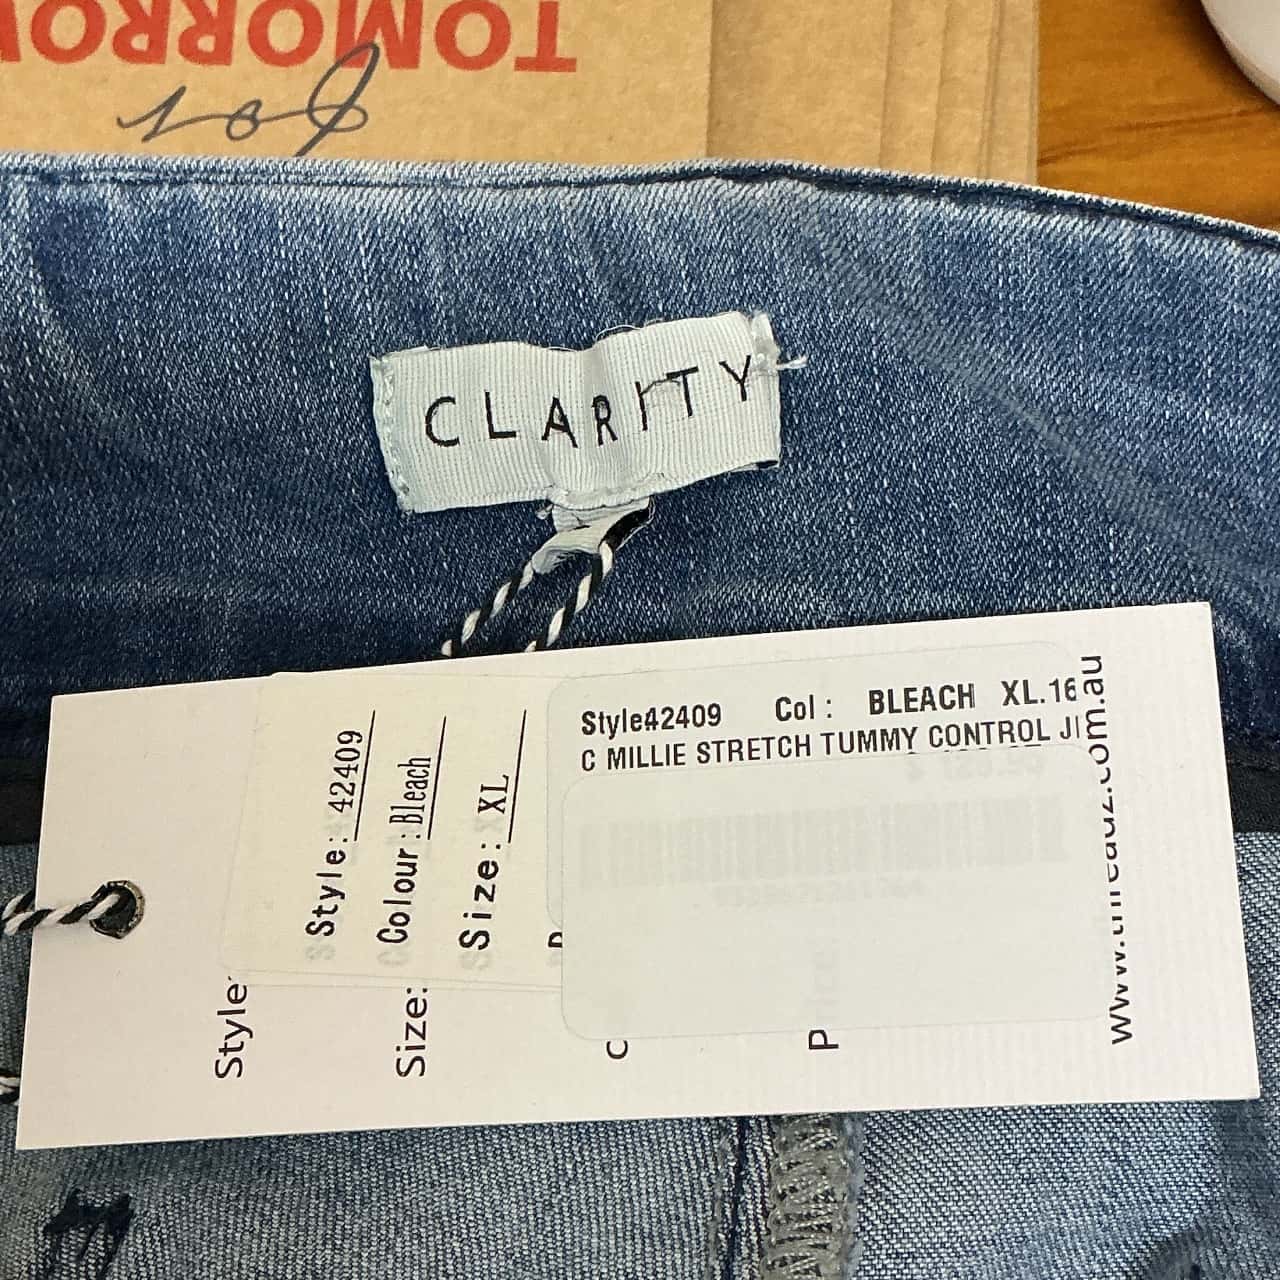 TOMORROW
CLARITY
Style42409 Col : BLEACH XL.16
C MILLIE STRETCH TUMMY CONTROL JI
Style: 42409
Colour: Bleach
Size: XL
Style
Size:
C
P
www.threadz.com.au